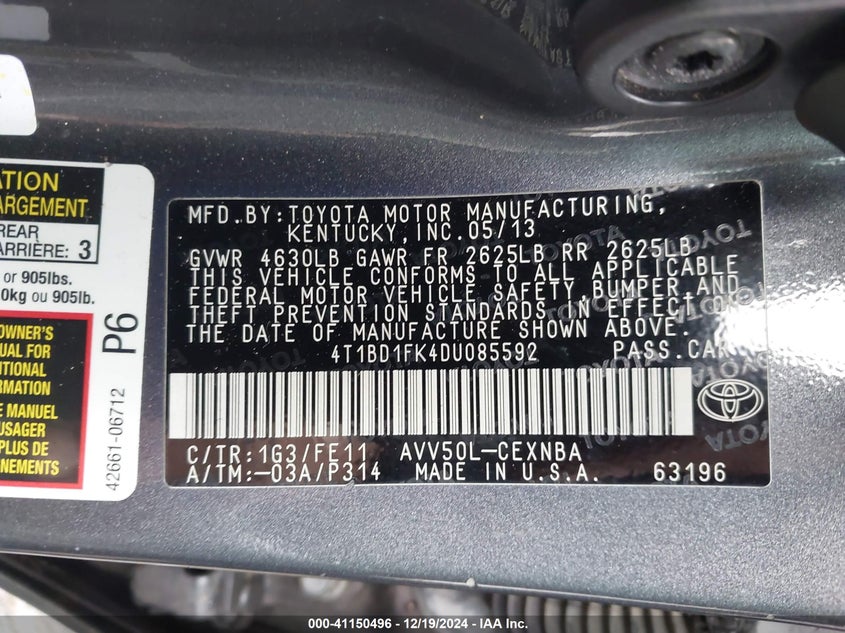 ATION
ARGEMENT
REAR
ARRIÈRE: 3
or 905lbs.
0kg ou 905lb.
OWNER'S
UAL FOR
ITIONAL
RMATION
E MANUEL
USAGER
PLUS DE
GNEMENTS
P6
42661-06712
MFD.BY:TOYOTA MOTOR MANUFACTURING,
KENTUCKY,INC.05/13
GVWR 4630LB GAWR FR 2625LB RR 2625LB
THIS VEHICLE CONFORMS TO ALL APPLICABLE
FEDERAL MOTOR VEHICLE SAFETY,BUMPER,AND
THEFT PREVENTION STANDARDS IN EFFECT ON
THE DATE OF MANUFACTURE SHOWN ABOVE.
4T1BD1FK4DU085592 PASS.CAR
TOYOTA
C/TR:1G3/FE11 AVV50L-CEXNBA
A/TM:-03A/P314 MADE IN U.S.A. 63196
000-41150496 - 12/19/2024 - IAA Inc.